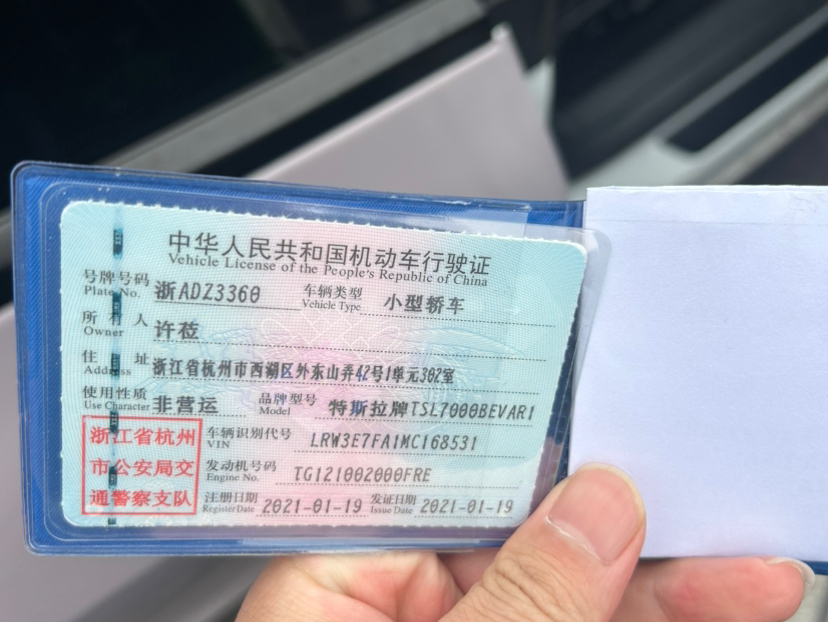 中华人民共和国机动车行驶证
Vehicle License of the People's Republic of China
号牌号码 浙ADZ3360 车辆类型 小型轿车
Plate No. Vehicle Type
所有人 许莅
Owner
住址 浙江省杭州市西湖区外东山弄42号1单元302室
Address
使用性质 非营运 品牌型号 特斯拉牌TSL7000BEVAR1
Use Character Model
浙江省杭州 车辆识别代号 LRW3E7FA1MC168531
VIN
市公安局交 发动机号码 TG121002000FRE
Engine No.
通警察支队 注册日期 2021-01-19 发证日期 2021-01-19
Register Date Issue Date